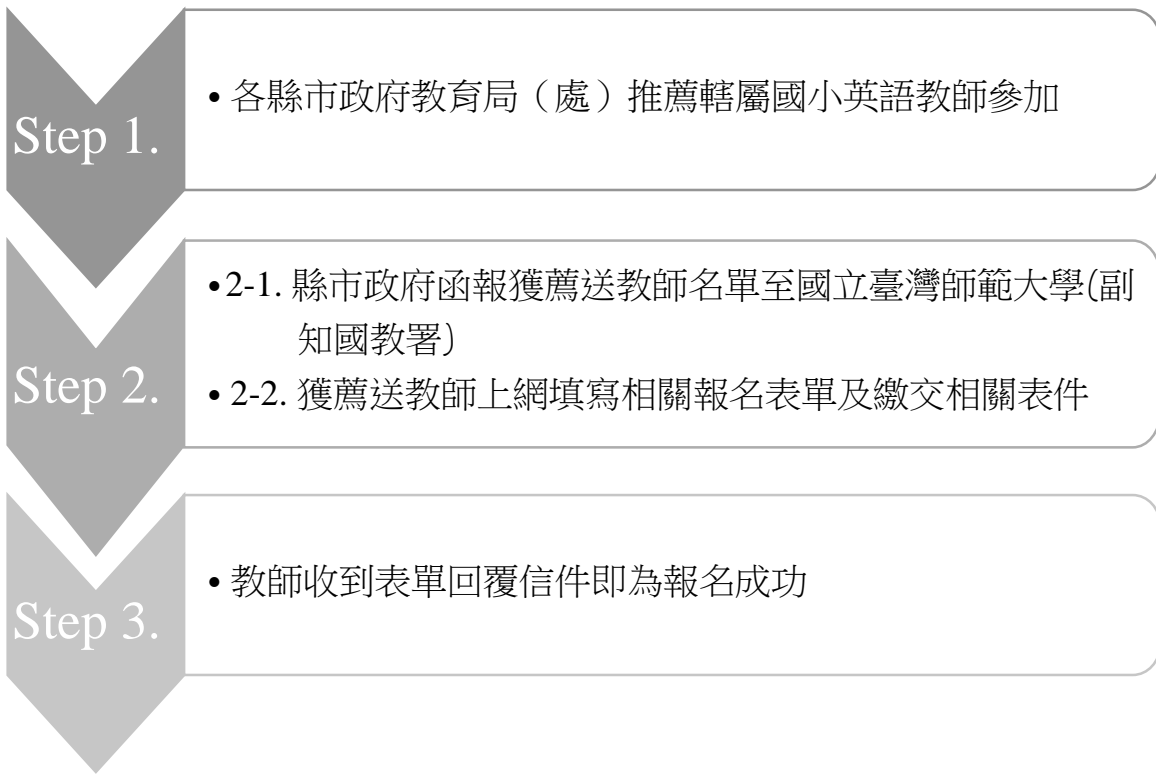 Step 1.
• 各縣市政府教育局（處）推薦轄屬國小英語教師參加
Step 2.
•2-1. 縣市政府函報獲薦送教師名單至國立臺灣師範大學(副
知國教署)
• 2-2. 獲薦送教師上網填寫相關報名表單及繳交相關表件
Step 3.
• 教師收到表單回覆信件即為報名成功